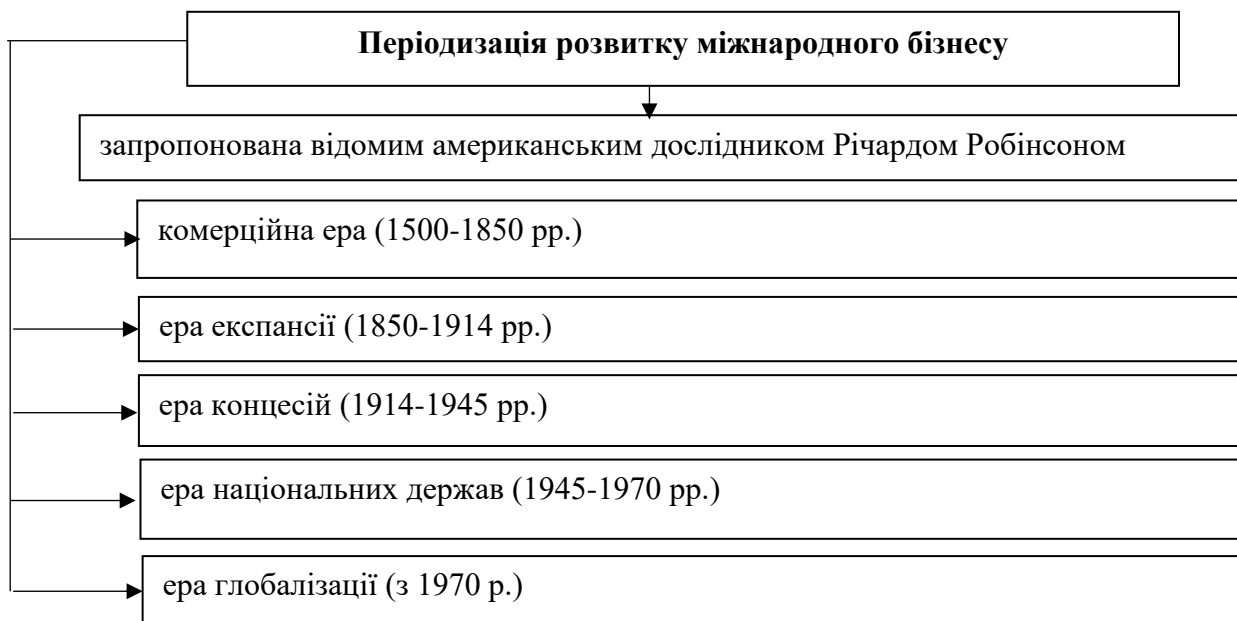 Періодизація розвитку міжнародного бізнесу
запропонована відомим американським дослідником Річардом Робінсоном
комерційна ера (1500-1850 рр.)
ера експансії (1850-1914 рр.)
ера концесій (1914-1945 рр.)
ера національних держав (1945-1970 рр.)
ера глобалізації (з 1970 р.)